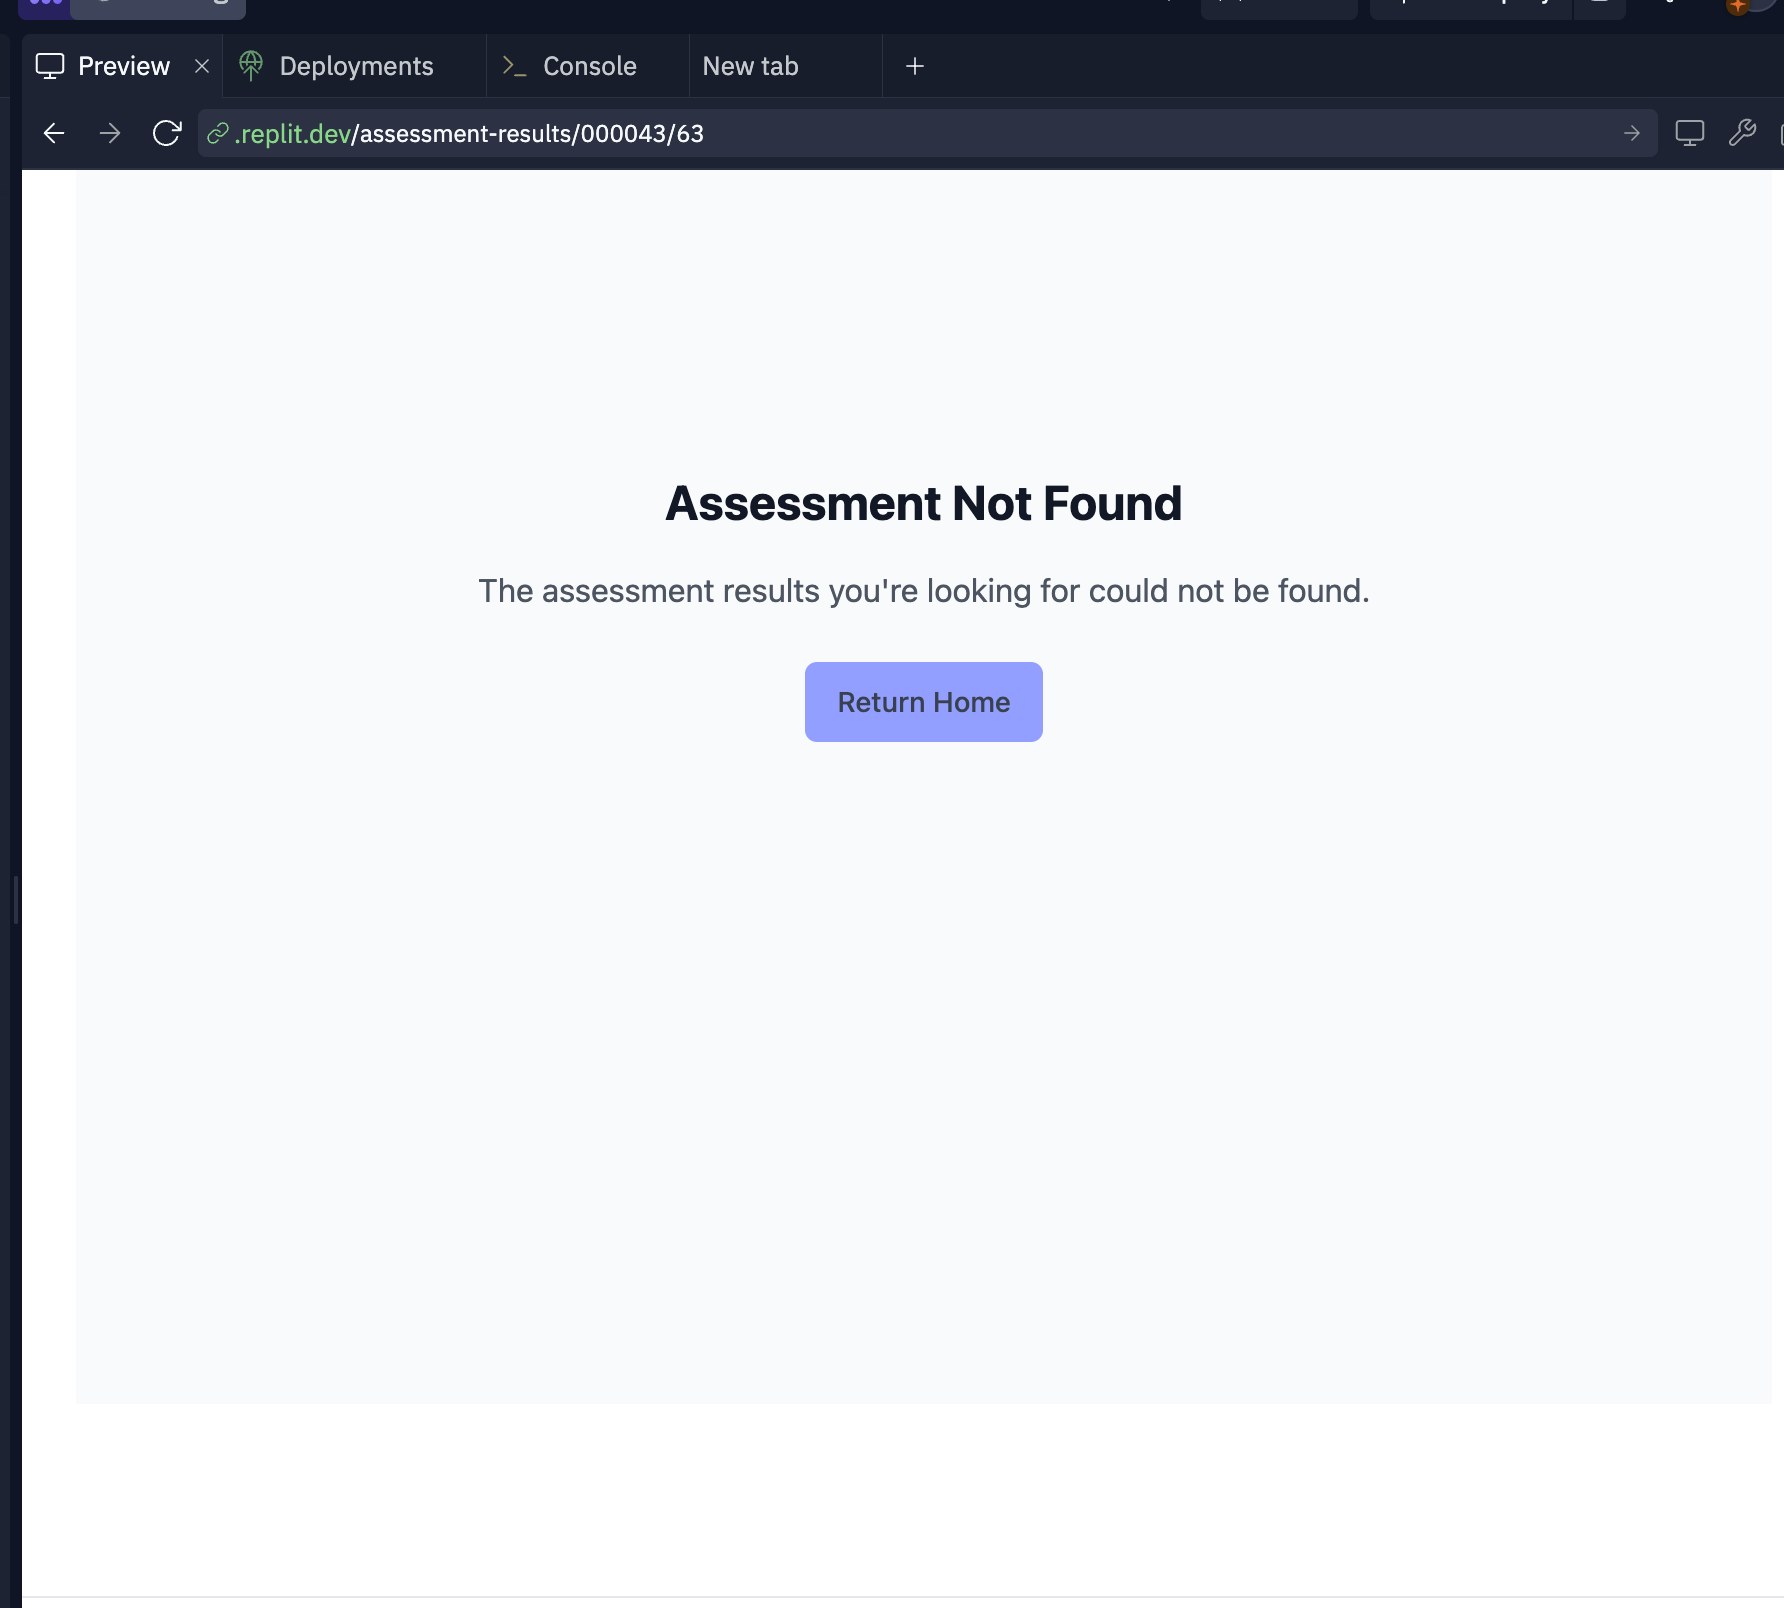 Preview
Deployments
Console
New tab
.replit.dev/assessment-results/000043/63
Assessment Not Found
The assessment results you're looking for could not be found.
Return Home